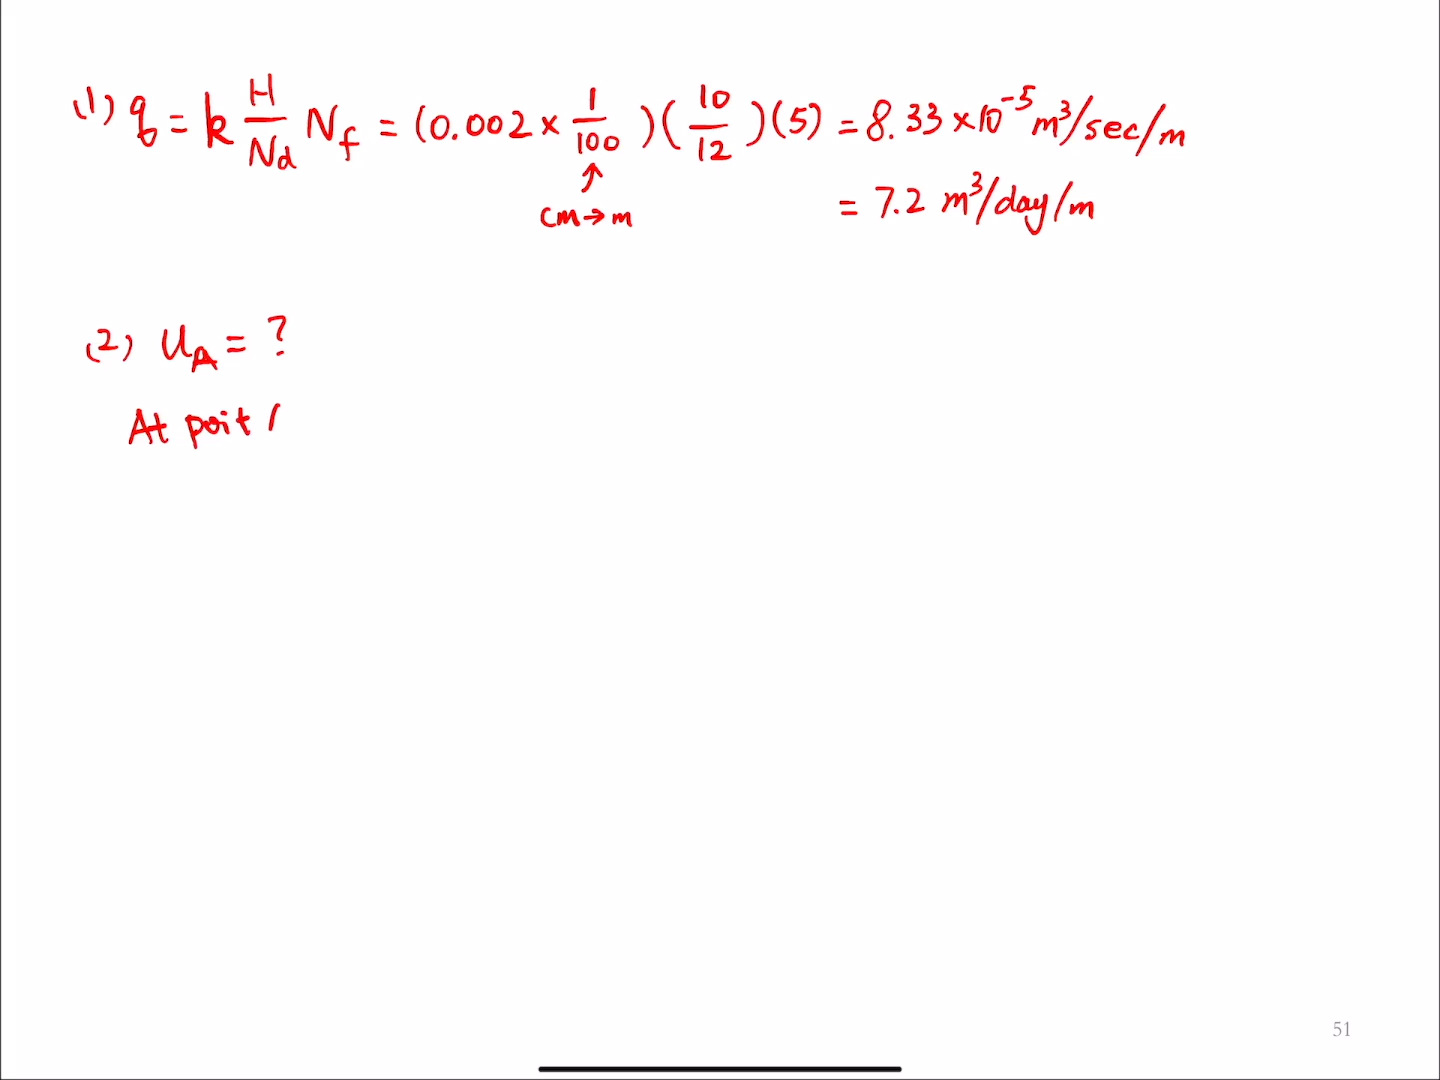 (1) q = k H/Nd Nf = (0.002 × 1/100)(10/12)(5) = 8.33 × 10⁻⁵ m³/sec/m
↑
cm→m
= 7.2 m³/day/m
(2) uA = ?
At poit (
51